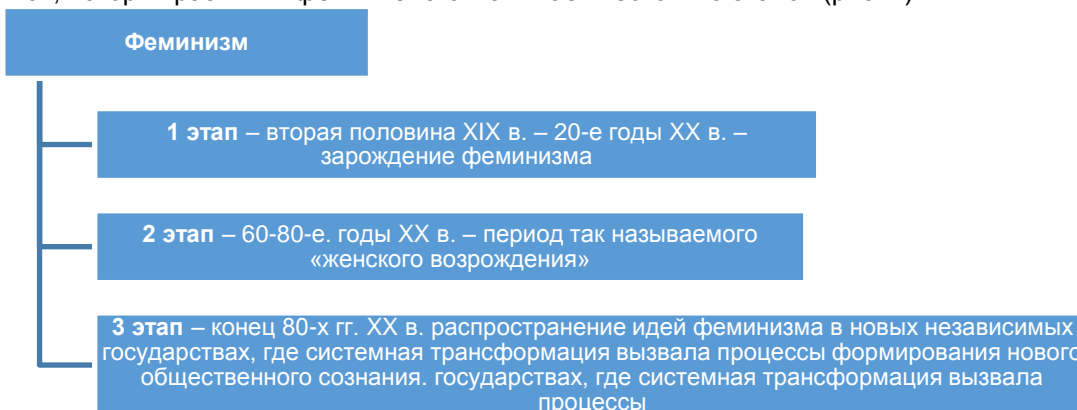 Феминизм
1 этап – вторая половина XIX в. – 20-е годы XX в. –
зарождение феминизма
2 этап – 60-80-е. годы XX в. – период так называемого
«женского возрождения»
3 этап – конец 80-х гг. XX в. распространение идей феминизма в новых независимых
государствах, где системная трансформация вызвала процессы формирования нового
общественного сознания. государствах, где системная трансформация вызвала
процессы